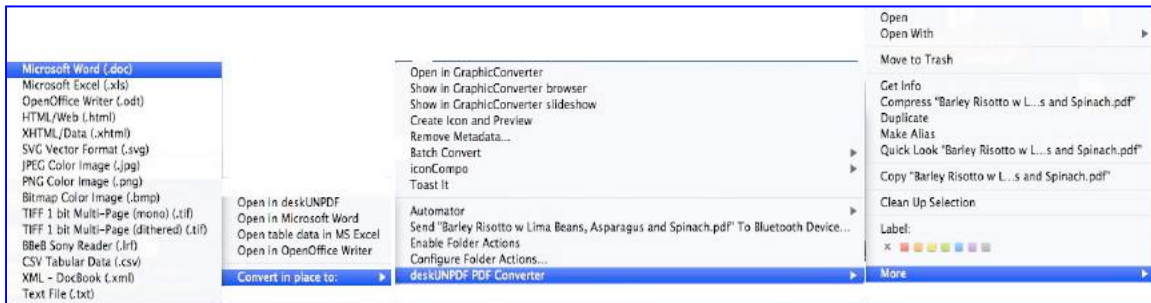 Microsoft Word (.doc)
Microsoft Excel (.xls)
OpenOffice Writer (.odt)
HTML/Web (.html)
XHTML/Data (.xhtml)
SVG Vector Format (.svg)
JPEG Color Image (.jpg)
PNG Color Image (.png)
Bitmap Color Image (.bmp)
TIFF 1 bit Multi-Page (mono) (.tif)
TIFF 1 bit Multi-Page (dithered) (.tif)
BBeB Sony Reader (.lrf)
CSV Tabular Data (.csv)
XML - DocBook (.xml)
Text File (.txt)
Open in deskUNPDF
Open in Microsoft Word
Open table data in MS Excel
Open in OpenOffice Writer
Convert in place to:
Open in GraphicConverter
Show in GraphicConverter browser
Show in GraphicConverter slideshow
Create Icon and Preview
Remove Metadata...
Batch Convert
iconCompo
Toast It
Automator
Send "Barley Risotto w Lima Beans, Asparagus and Spinach.pdf" To Bluetooth Device...
Enable Folder Actions
Configure Folder Actions...
deskUNPDF PDF Converter
Open
Open With
Move to Trash
Get Info
Compress "Barley Risotto w L...s and Spinach.pdf"
Duplicate
Make Alias
Quick Look "Barley Risotto w L...s and Spinach.pdf"
Copy "Barley Risotto w L...s and Spinach.pdf"
Clean Up Selection
Label:
×
More